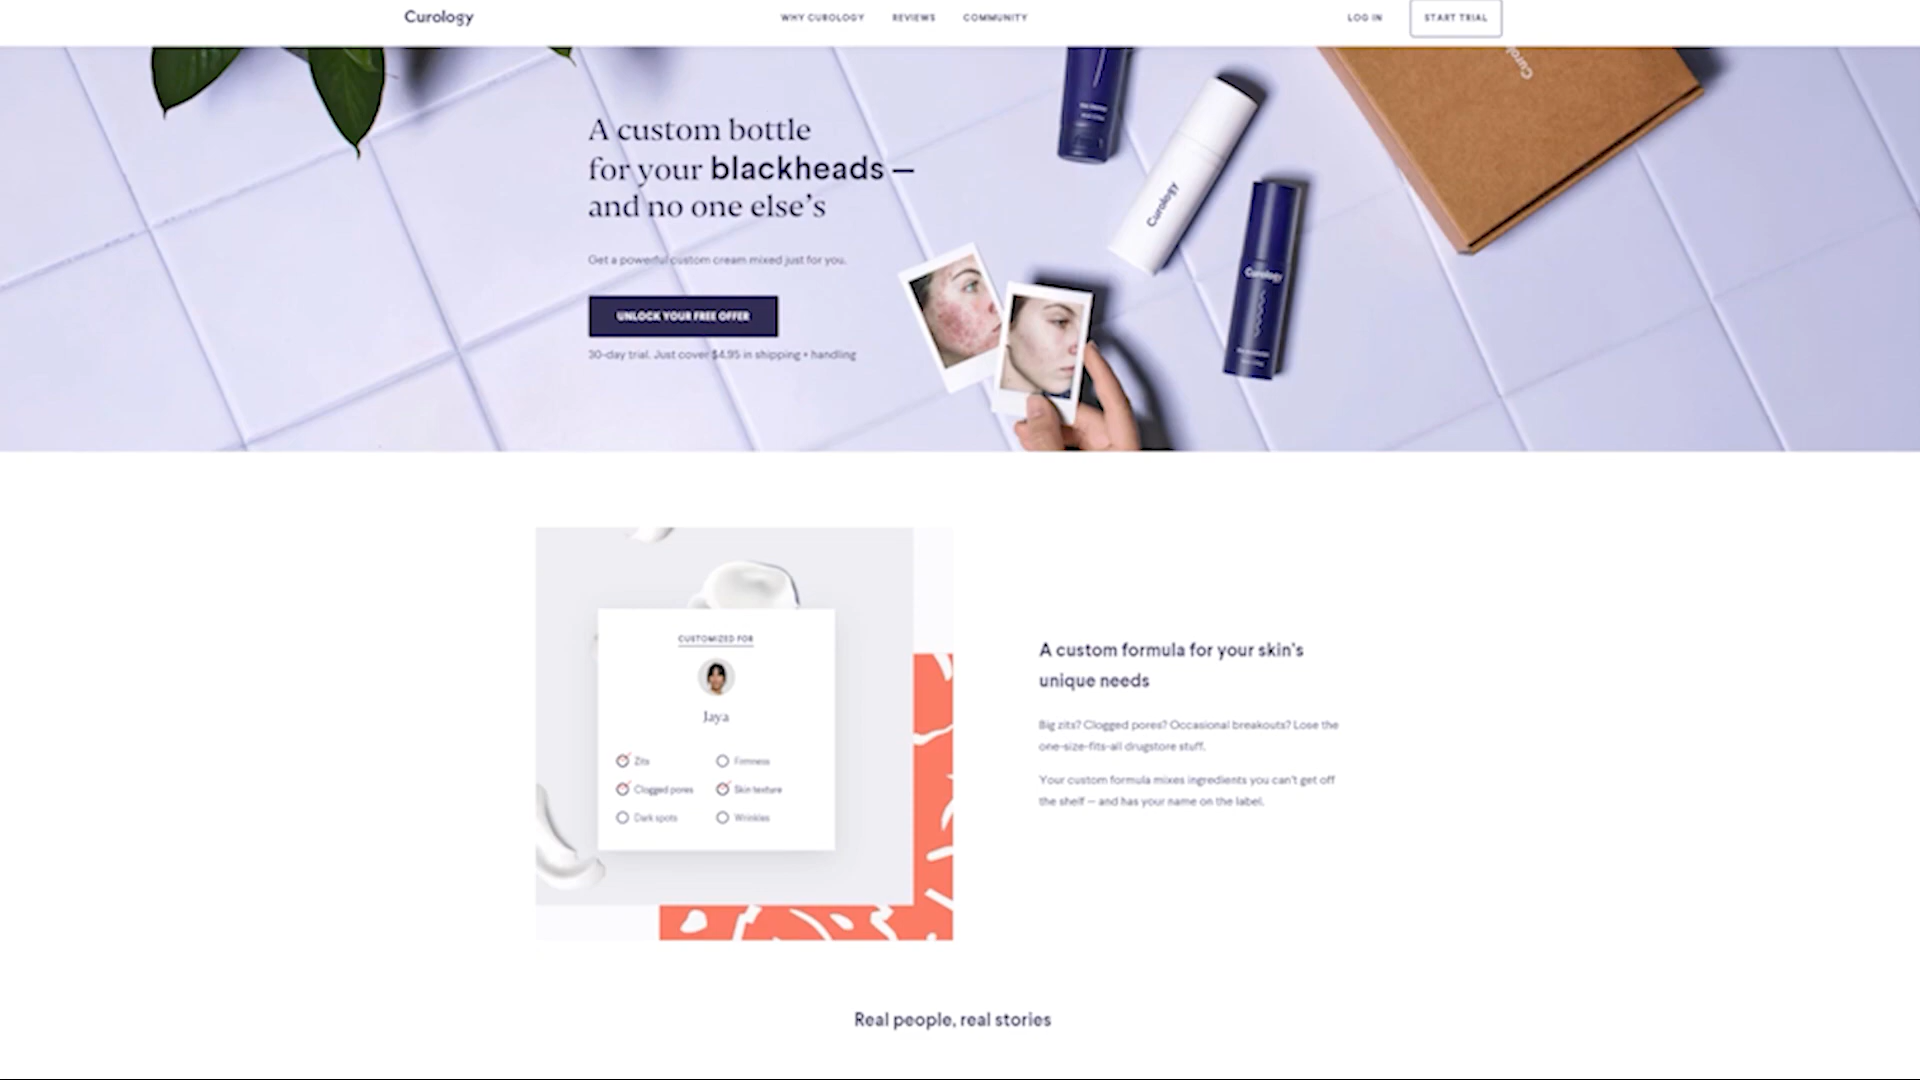 Curology
WHY CUROLOGY
REVIEWS
COMMUNITY
LOG IN
START TRIAL
A custom bottle
for your blackheads —
and no one else's
Get a powerful custom cream mixed just for you.
UNLOCK YOUR FREE OFFER
30-day trial. Just cover $4.95 in shipping + handling
Curology
Curology
CUSTOMIZED FOR
Jaya
Zits
Firmness
Clogged pores
Skin texture
Dark spots
Wrinkles
A custom formula for your skin's
unique needs
Big zits? Clogged pores? Occasional breakouts? Lose the
one-size-fits-all drugstore stuff.
Your custom formula mixes ingredients you can't get off
the shelf — and has your name on the label.
Real people, real stories